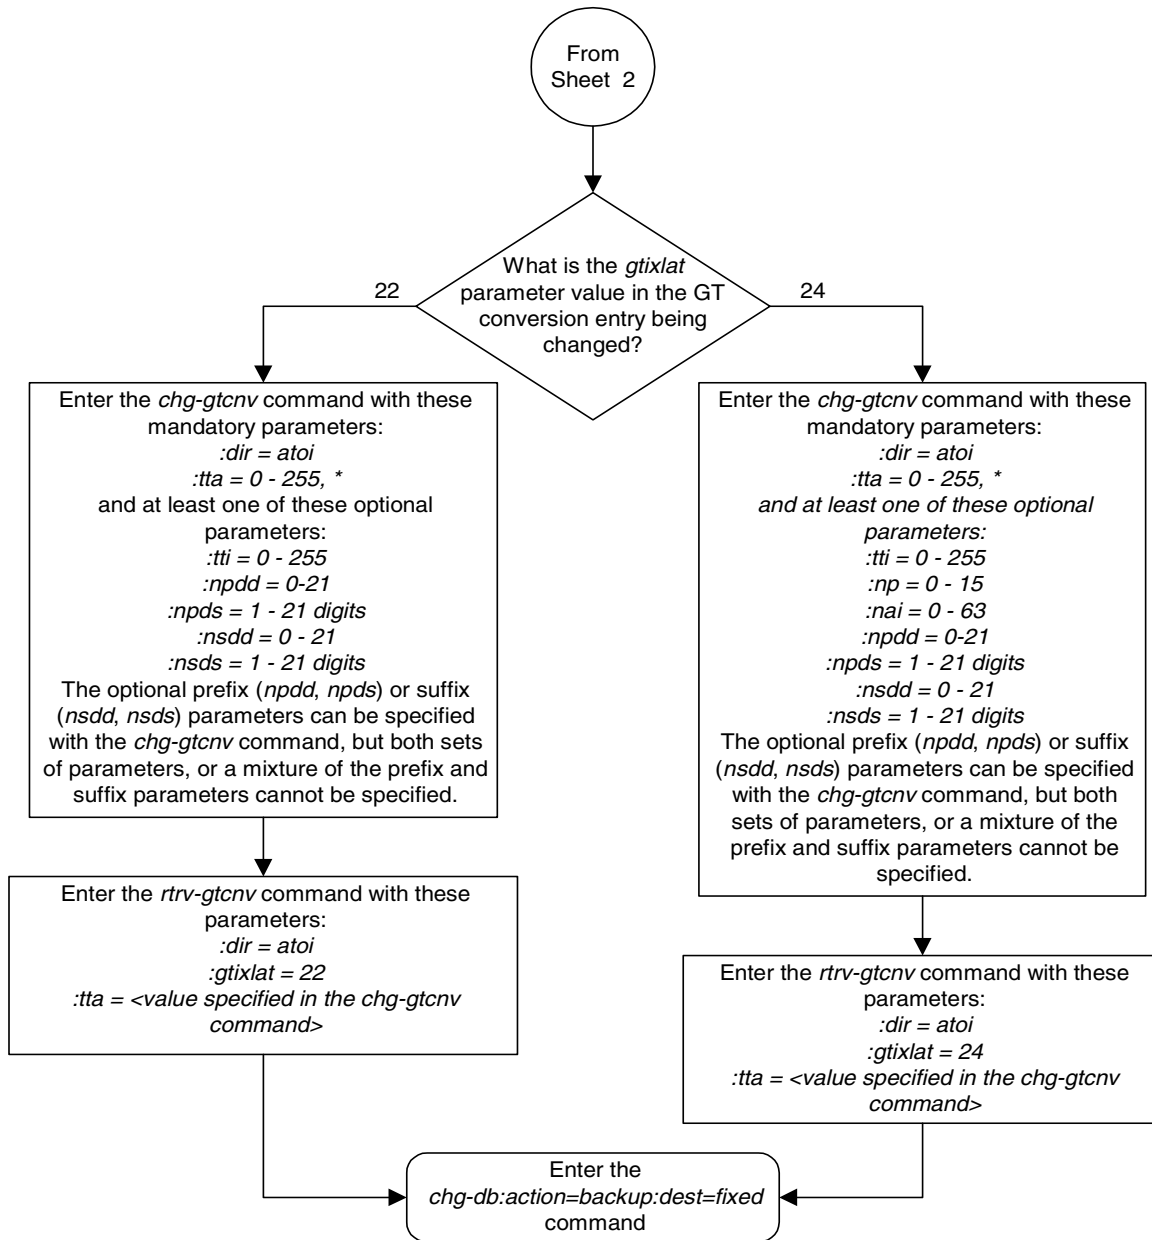 From
Sheet 2
What is the gtixlat
parameter value in the GT
conversion entry being
changed?
22
24
Enter the chg-gtcnv command with these
mandatory parameters:
:dir = atoi
:tta = 0 - 255, *
and at least one of these optional
parameters:
:tti = 0 - 255
:npdd = 0-21
:npds = 1 - 21 digits
:nsdd = 0 - 21
:nsds = 1 - 21 digits
The optional prefix (npdd, npds) or suffix
(nsdd, nsds) parameters can be specified
with the chg-gtcnv command, but both sets
of parameters, or a mixture of the prefix and
suffix parameters cannot be specified.
Enter the chg-gtcnv command with these
mandatory parameters:
:dir = atoi
:tta = 0 - 255, *
and at least one of these optional
parameters:
:tti = 0 - 255
:np = 0 - 15
:nai = 0 - 63
:npdd = 0-21
:npds = 1 - 21 digits
:nsdd = 0 - 21
:nsds = 1 - 21 digits
The optional prefix (npdd, npds) or suffix
(nsdd, nsds) parameters can be specified
with the chg-gtcnv command, but both
sets of parameters, or a mixture of the
prefix and suffix parameters cannot be
specified.
Enter the rtrv-gtcnv command with these
parameters:
:dir = atoi
:gtixlat = 22
:tta = <value specified in the chg-gtcnv
command>
Enter the rtrv-gtcnv command with these
parameters:
:dir = atoi
:gtixlat = 24
:tta = <value specified in the chg-gtcnv
command>
Enter the
chg-db:action=backup:dest=fixed
command